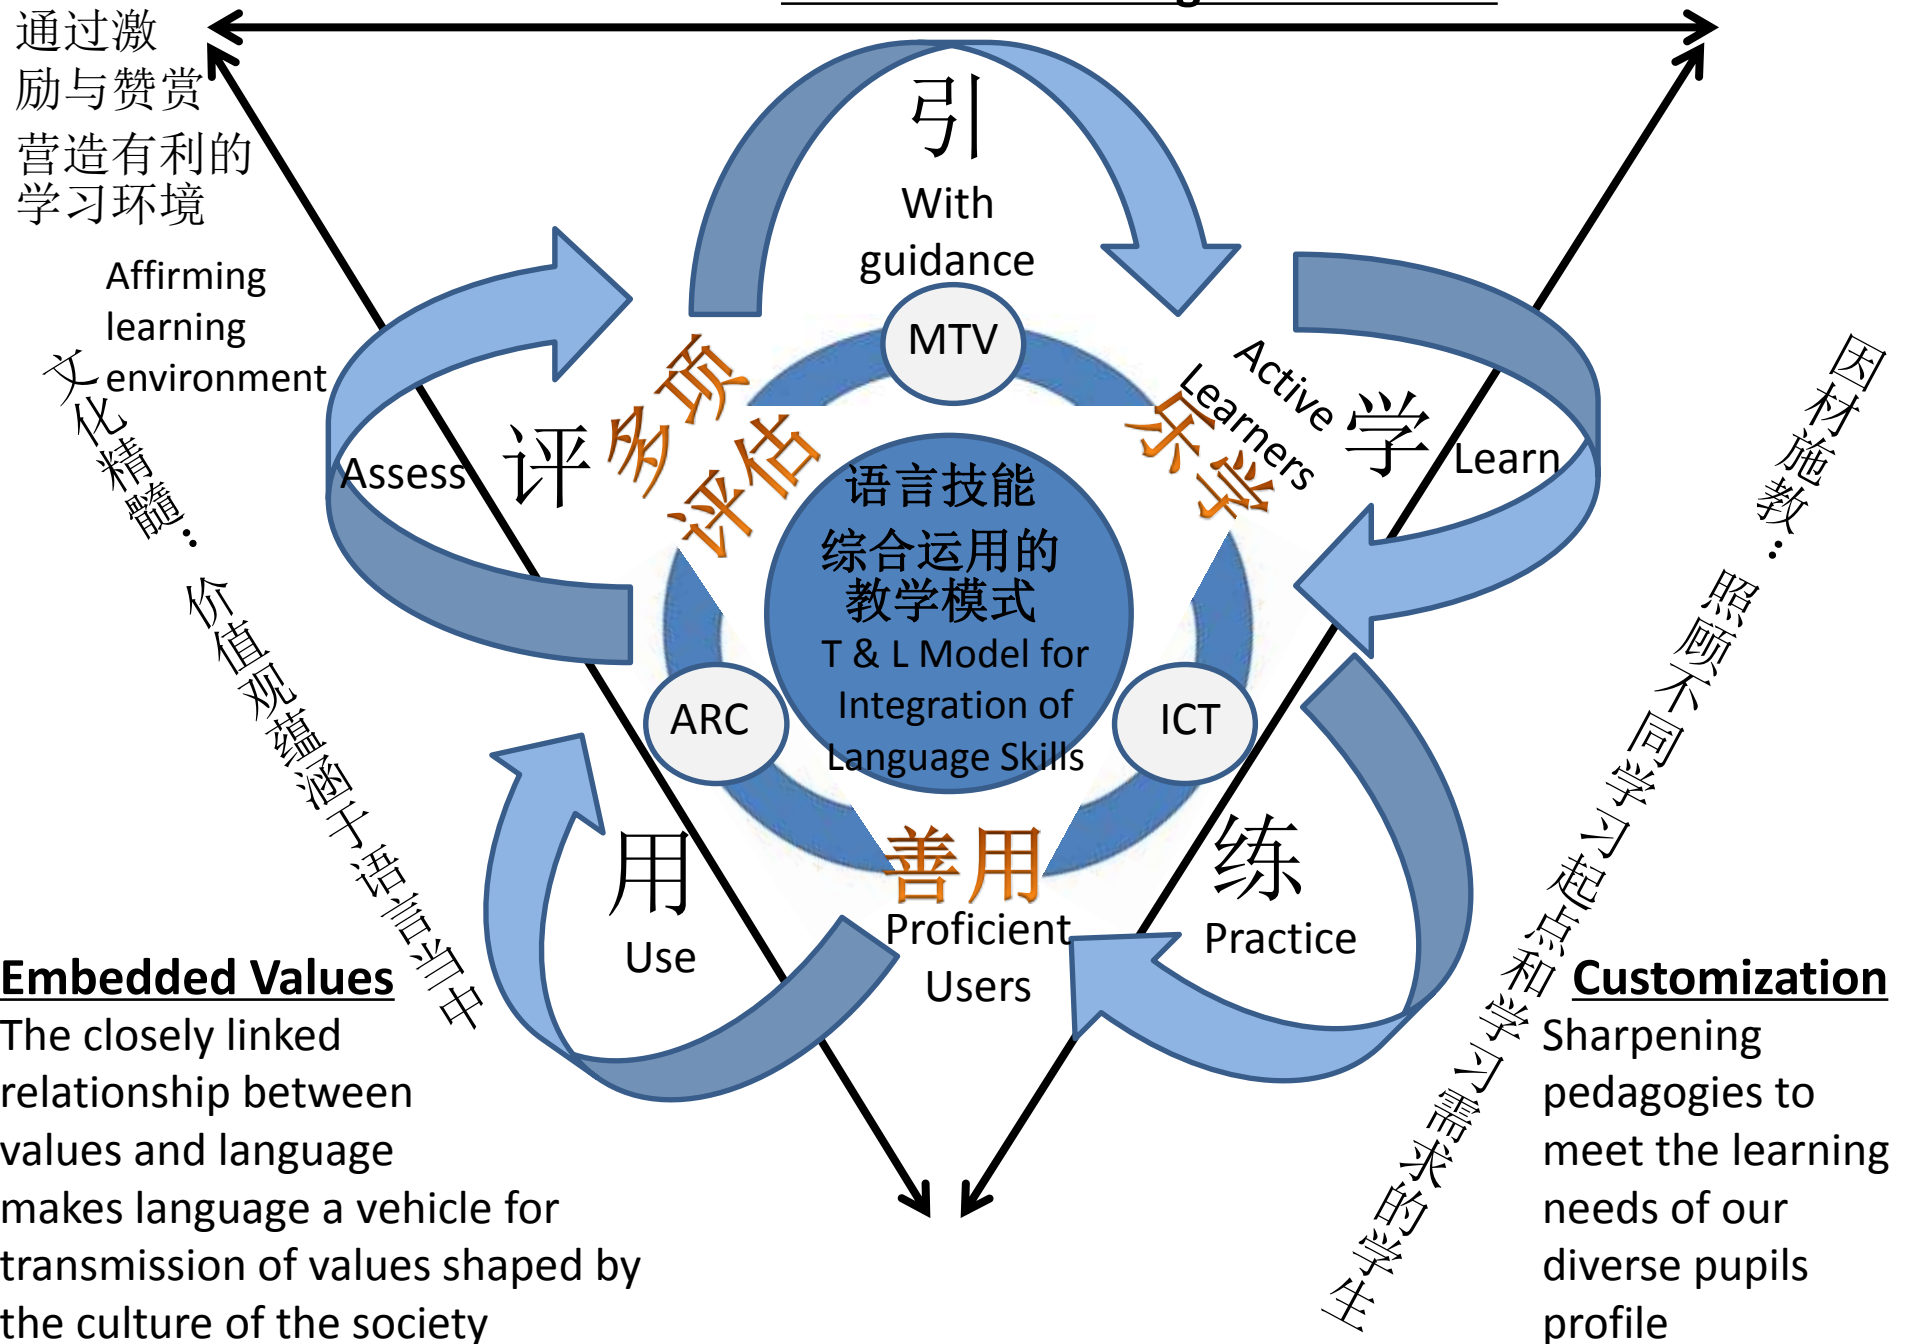 通过激
励与赞赏
营造有利的
学习环境
Affirming
learning
environment
引
With
guidance
MTV
Active
Learners
乐学
学
Learn
评
Assess
多项
评估
语言技能
综合运用的
教学模式
T & L Model for
Integration of
Language Skills
ARC
ICT
用
Use
善用
Proficient
Users
练
Practice
文化精髓：价值观蕴涵于语言当中
因材施教：照顾不同学习起点和学习需求的学生
Embedded Values
The closely linked
relationship between
values and language
makes language a vehicle for
transmission of values shaped by
the culture of the society
Customization
Sharpening
pedagogies to
meet the learning
needs of our
diverse pupils
profile